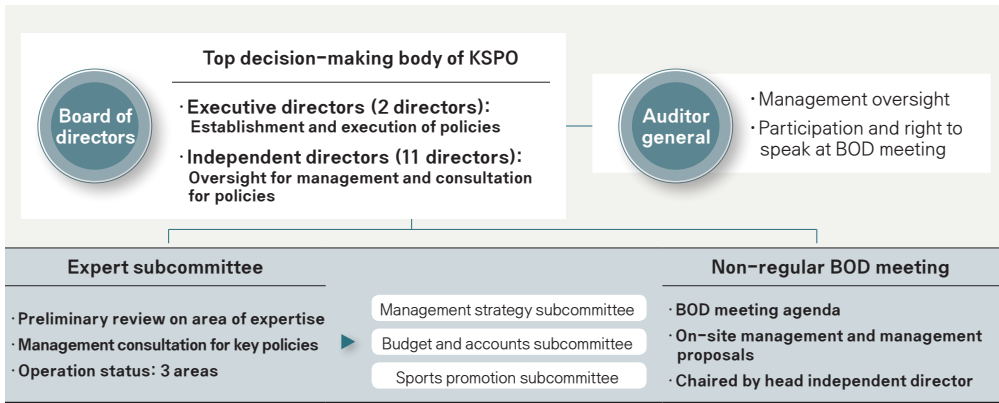 Board of
directors
Top decision-making body of KSPO
· Executive directors (2 directors):
Establishment and execution of policies
· Independent directors (11 directors):
Oversight for management and consultation
for policies
Auditor
general
· Management oversight
· Participation and right to
speak at BOD meeting
Expert subcommittee
· Preliminary review on area of expertise
· Management consultation for key policies
· Operation status: 3 areas
Management strategy subcommittee
Budget and accounts subcommittee
Sports promotion subcommittee
Non-regular BOD meeting
· BOD meeting agenda
· On-site management and management
proposals
· Chaired by head independent director